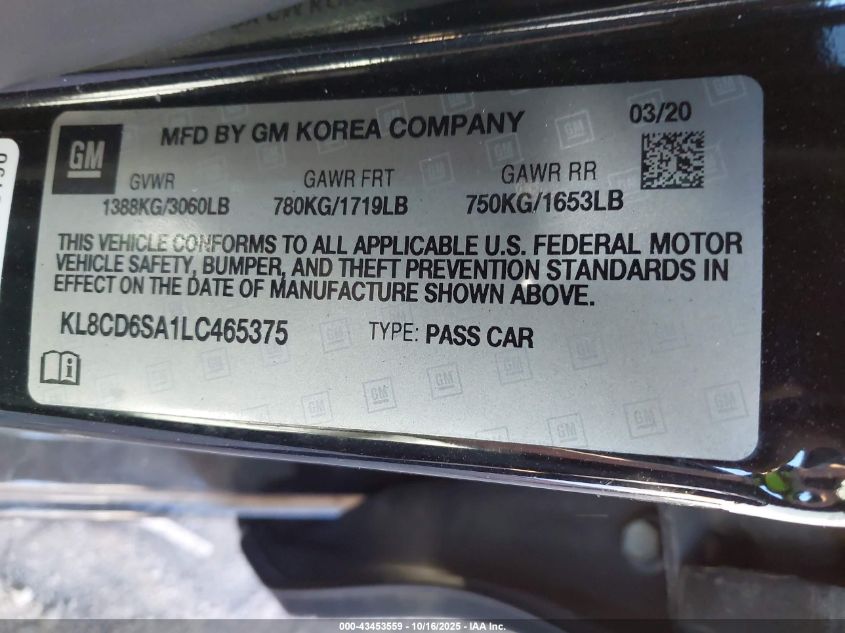 MFD BY GM KOREA COMPANY
03/20
GM
GVWR
GAWR FRT
GAWR RR
1388KG/3060LB
780KG/1719LB
750KG/1653LB
THIS VEHICLE CONFORMS TO ALL APPLICABLE U.S. FEDERAL MOTOR
VEHICLE SAFETY, BUMPER, AND THEFT PREVENTION STANDARDS IN
EFFECT ON THE DATE OF MANUFACTURE SHOWN ABOVE.
KL8CD6SA1LC465375
TYPE: PASS CAR
000-43453559 - 10/16/2025 - IAA Inc.